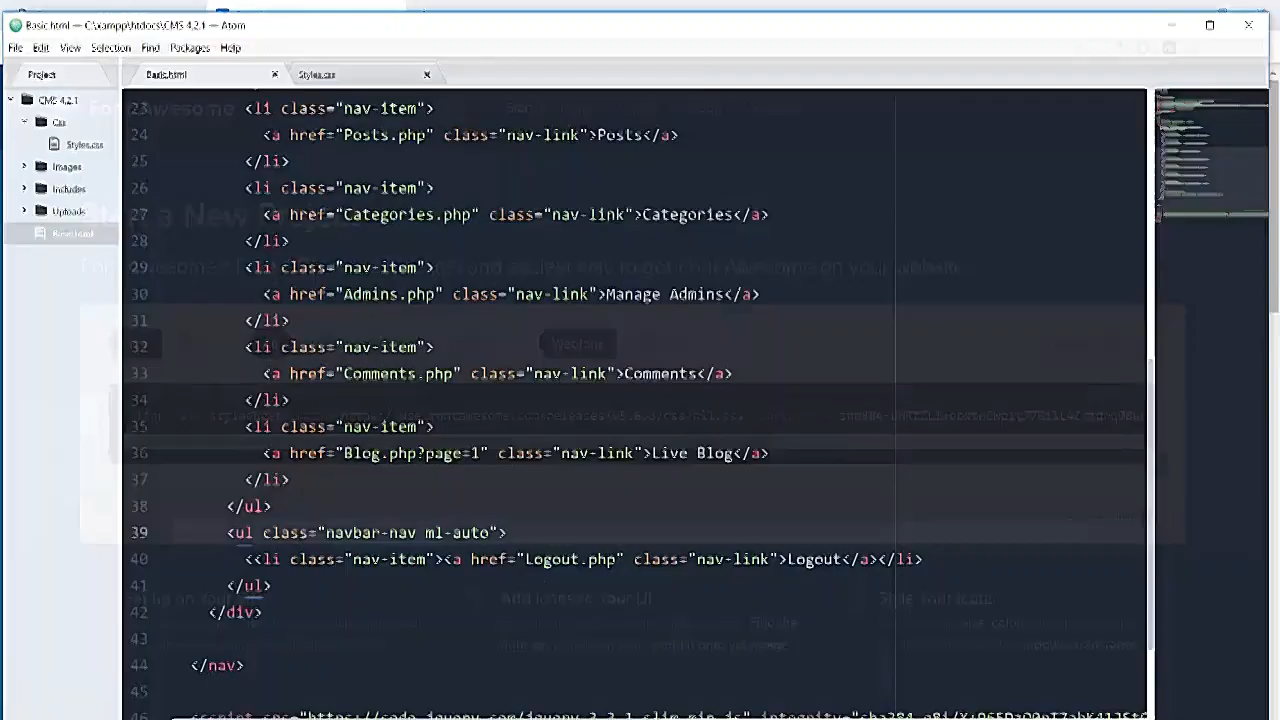 Basic.html — C:\xampp\htdocs\CMS 4.2.1 — Atom
File Edit View Selection Find Packages Help
Project
Basic.html
Styles.css
CMS 4.2.1
Css
Styles.css
Images
Includes
Uploads
Basic.html
23 <li class="nav-item">
24 <a href="Posts.php" class="nav-link">Posts</a>
25 </li>
26 <li class="nav-item">
27 <a href="Categories.php" class="nav-link">Categories</a>
28 </li>
29 <li class="nav-item">
30 <a href="Admins.php" class="nav-link">Manage Admins</a>
31 </li>
32 <li class="nav-item">
33 <a href="Comments.php" class="nav-link">Comments</a>
34 </li>
35 <li class="nav-item">
36 <a href="Blog.php?page=1" class="nav-link">Live Blog</a>
37 </li>
38 </ul>
39 <ul class="navbar-nav ml-auto">
40 <<li class="nav-item"><a href="Logout.php" class="nav-link">Logout</a></li>
41 </ul>
42 </div>
43
44 </nav>
45
46